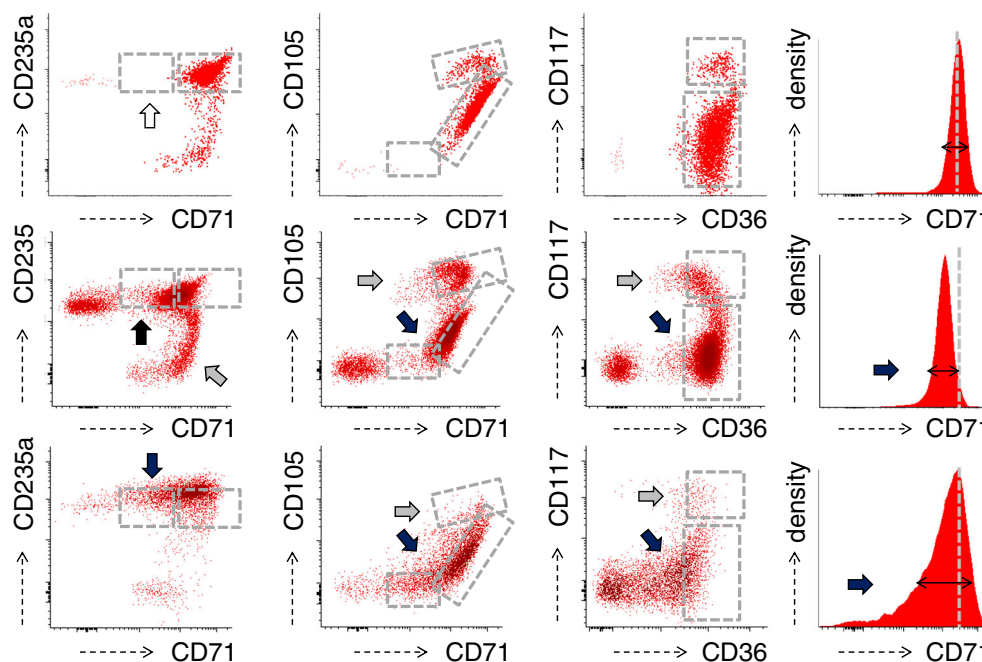 CD235a
CD71
CD105
CD71
CD117
CD36
density
CD71
CD235
CD71
CD105
CD71
CD117
CD36
density
CD71
CD235a
CD71
CD105
CD71
CD117
CD36
density
CD71